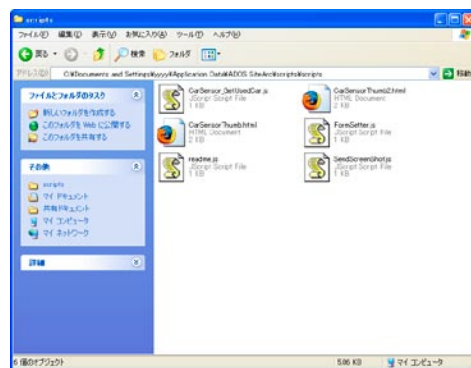 scripts
ファイル(F) 編集(E) 表示(V) お気に入り(A) ツール(T) ヘルプ(H)
戻る 検索 フォルダ
アドレス(D) C:¥Documents and Settings¥yyyy¥Application Data¥ADOS SiteArc¥scripts¥scripts 移動
ファイルとフォルダのタスク
新しいフォルダを作成する
このフォルダを Web に公開する
このフォルダを共有する
その他
scripts
マイ ドキュメント
共有ドキュメント
マイ コンピュータ
マイ ネットワーク
詳細
CarSensor_GetUsedCar.js
JScript Script File
1 KB
CarSensorThumb2.html
HTML Document
2 KB
CarSensorThumb.html
HTML Document
2 KB
FormSetter.js
JScript Script File
1 KB
readme.js
JScript Script File
1 KB
SendScreenShot.js
JScript Script File
1 KB
6 個のオブジェクト 5.06 KB マイ コンピュータ